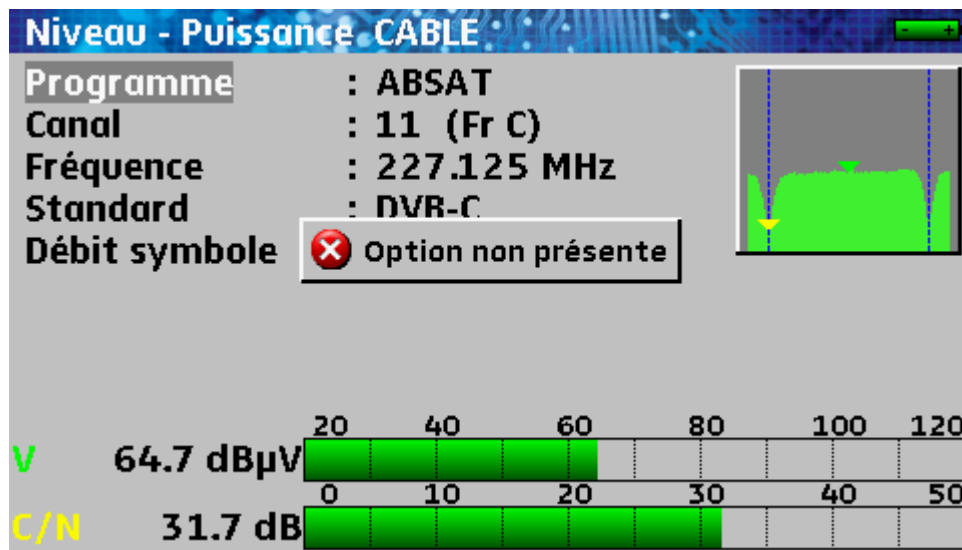 Niveau - Puissance CABLE
- +
Programme : ABSAT
Canal : 11 (Fr C)
Fréquence : 227.125 MHz
Standard : DVB-C
Débit symbole
Option non présente
20 40 60 80 100 120
V 64.7 dBµV
0 10 20 30 40 50
C/N 31.7 dB